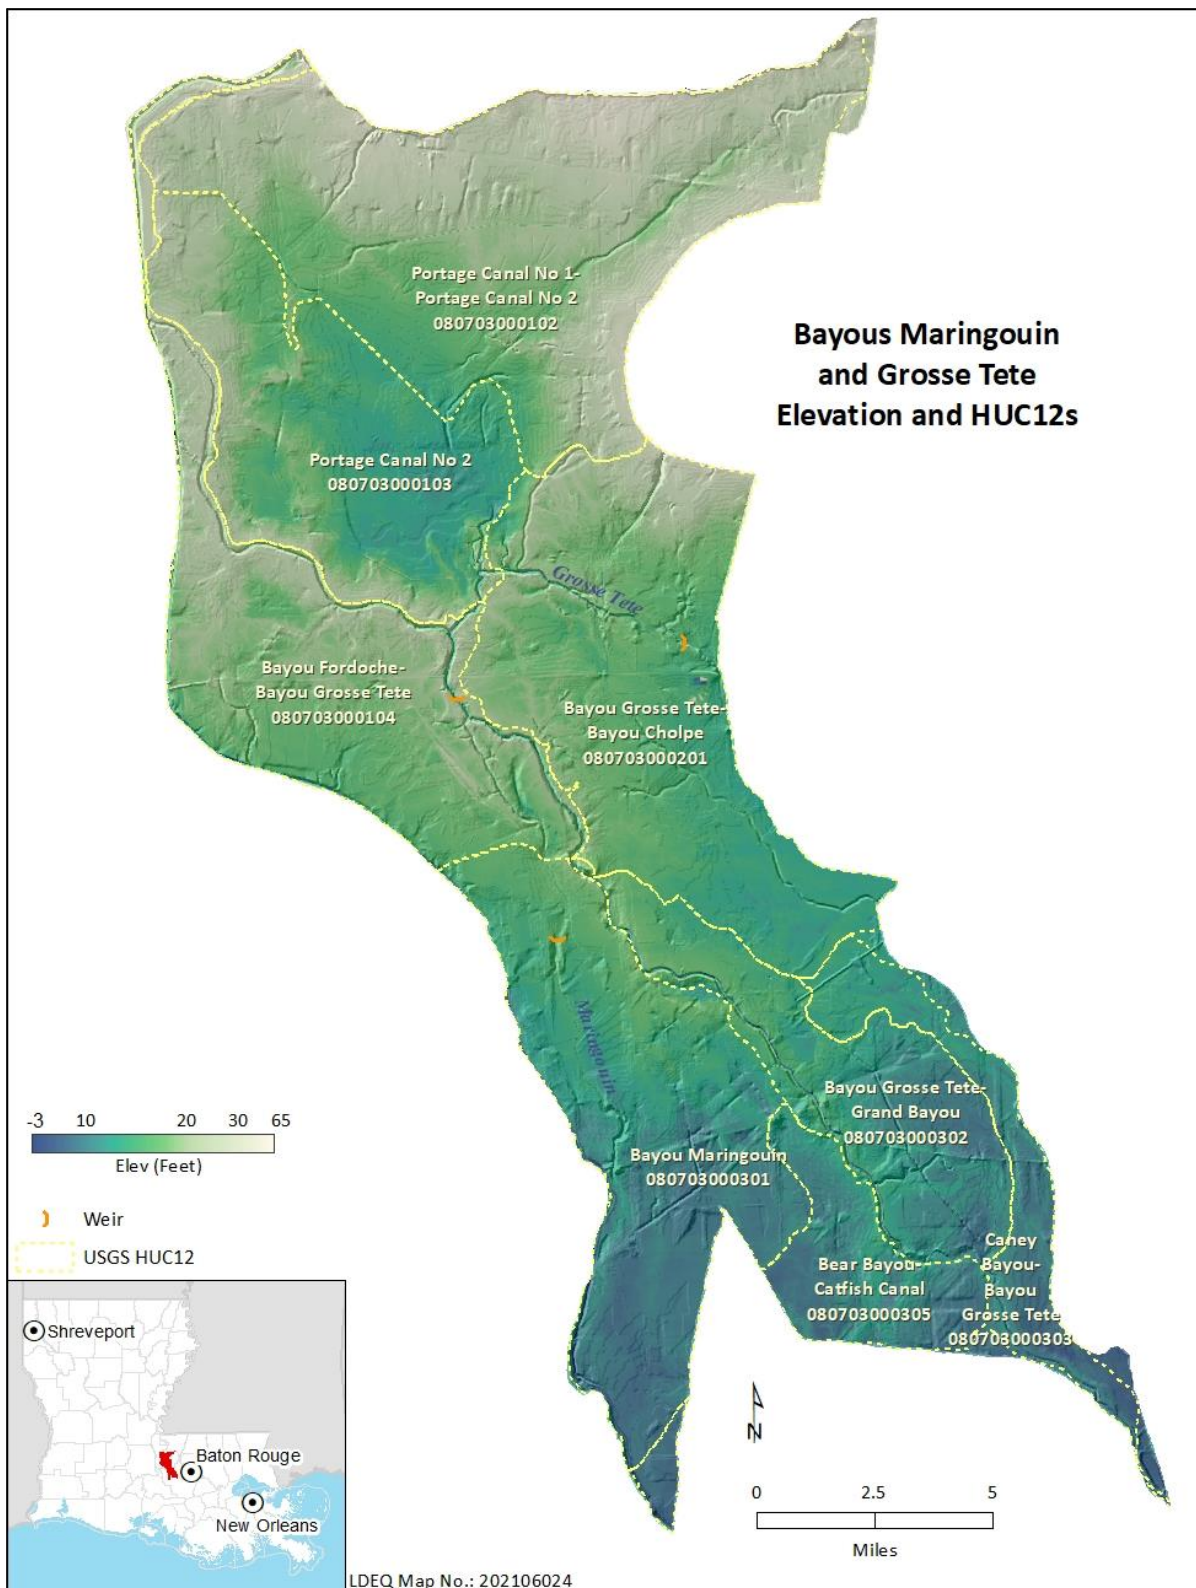 Bayous Maringouin
and Grosse Tete
Elevation and HUC12s
Portage Canal No 1-
Portage Canal No 2
080703000102
Portage Canal No 2
080703000103
Grosse Tete
Bayou Fordoche-
Bayou Grosse Tete
080703000104
Bayou Grosse Tete-
Bayou Cholpe
080703000201
Maringouin
Bayou Grosse Tete-
Grand Bayou
080703000302
Bayou Maringouin
080703000301
Bear Bayou-
Catfish Canal
080703000305
Caney
Bayou-
Bayou
Grosse Tete
080703000303
-3 10 20 30 65
Elev (Feet)
Weir
USGS HUC12
Shreveport
Baton Rouge
New Orleans
N
0 2.5 5
Miles
LDEQ Map No.: 202106024